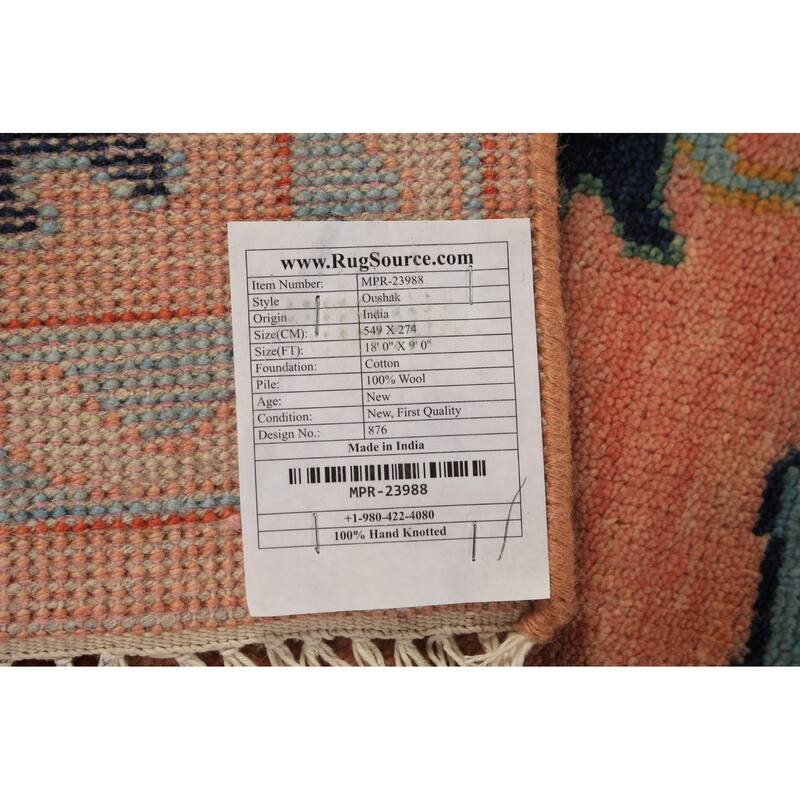 www.RugSource.com
Item Number: MPR-23988
Style Oushak
Origin India
Size(CM): 549 X 274
Size(FT): 18' 0" X 9' 0"
Foundation: Cotton
Pile: 100% Wool
Age: New
Condition: New, First Quality
Design No.: 876
Made in India
MPR-23988
+1-980-422-4080
100% Hand Knotted